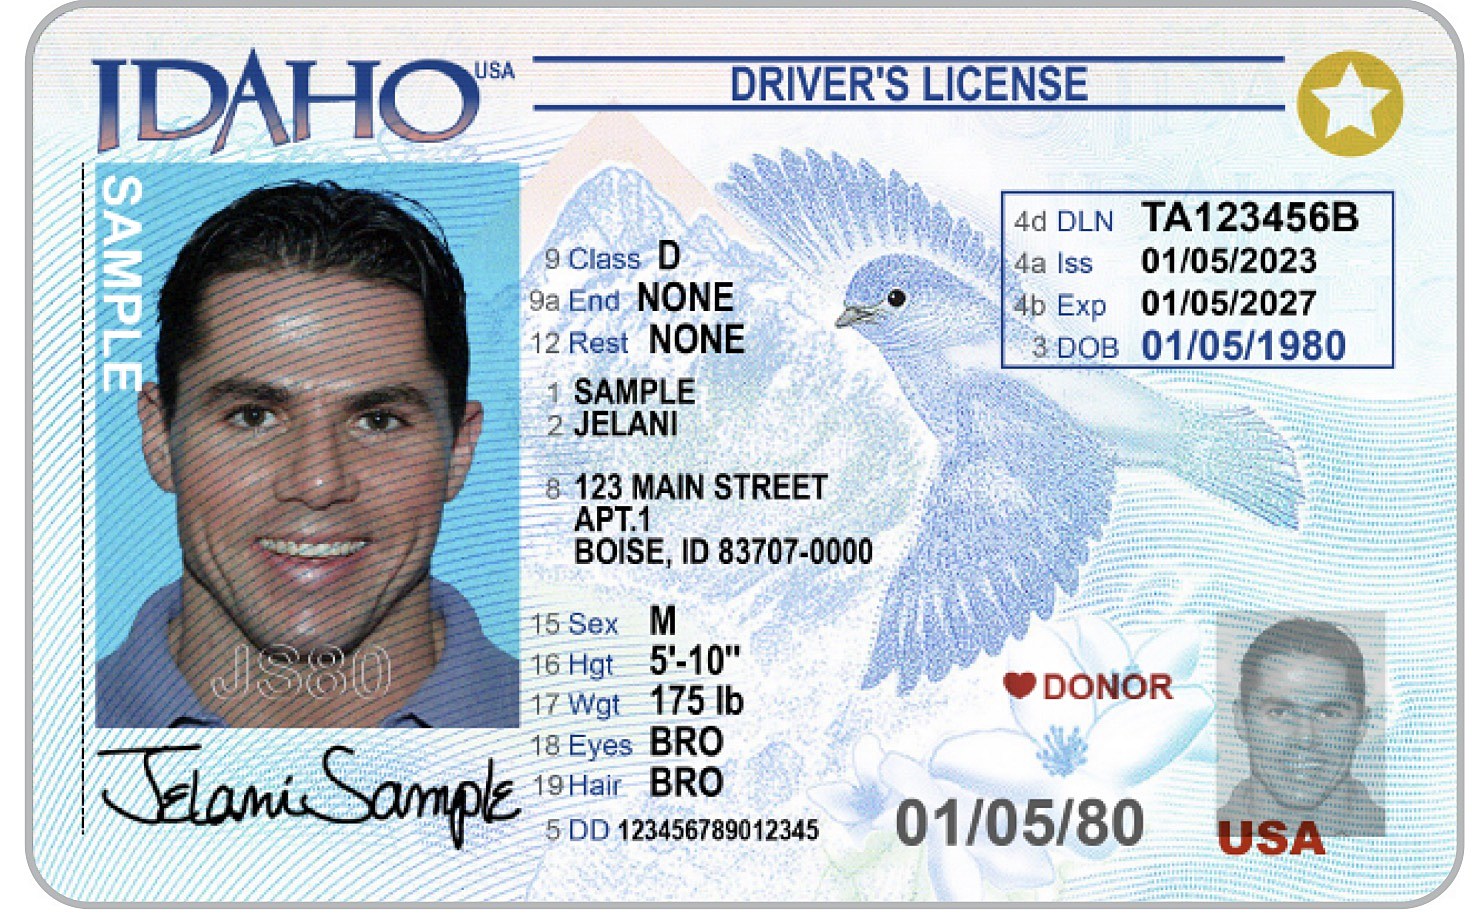 IDAHO USA
DRIVER'S LICENSE
SAMPLE
4d DLN TA123456B
4a Iss 01/05/2023
4b Exp 01/05/2027
3 DOB 01/05/1980
9 Class D
9a End NONE
12 Rest NONE
1 SAMPLE
2 JELANI
8 123 MAIN STREET
APT.1
BOISE, ID 83707-0000
15 Sex M
16 Hgt 5'-10"
17 Wgt 175 lb
18 Eyes BRO
19 Hair BRO
5 DD 123456789012345
JS80
Jelani Sample
DONOR
01/05/80
USA